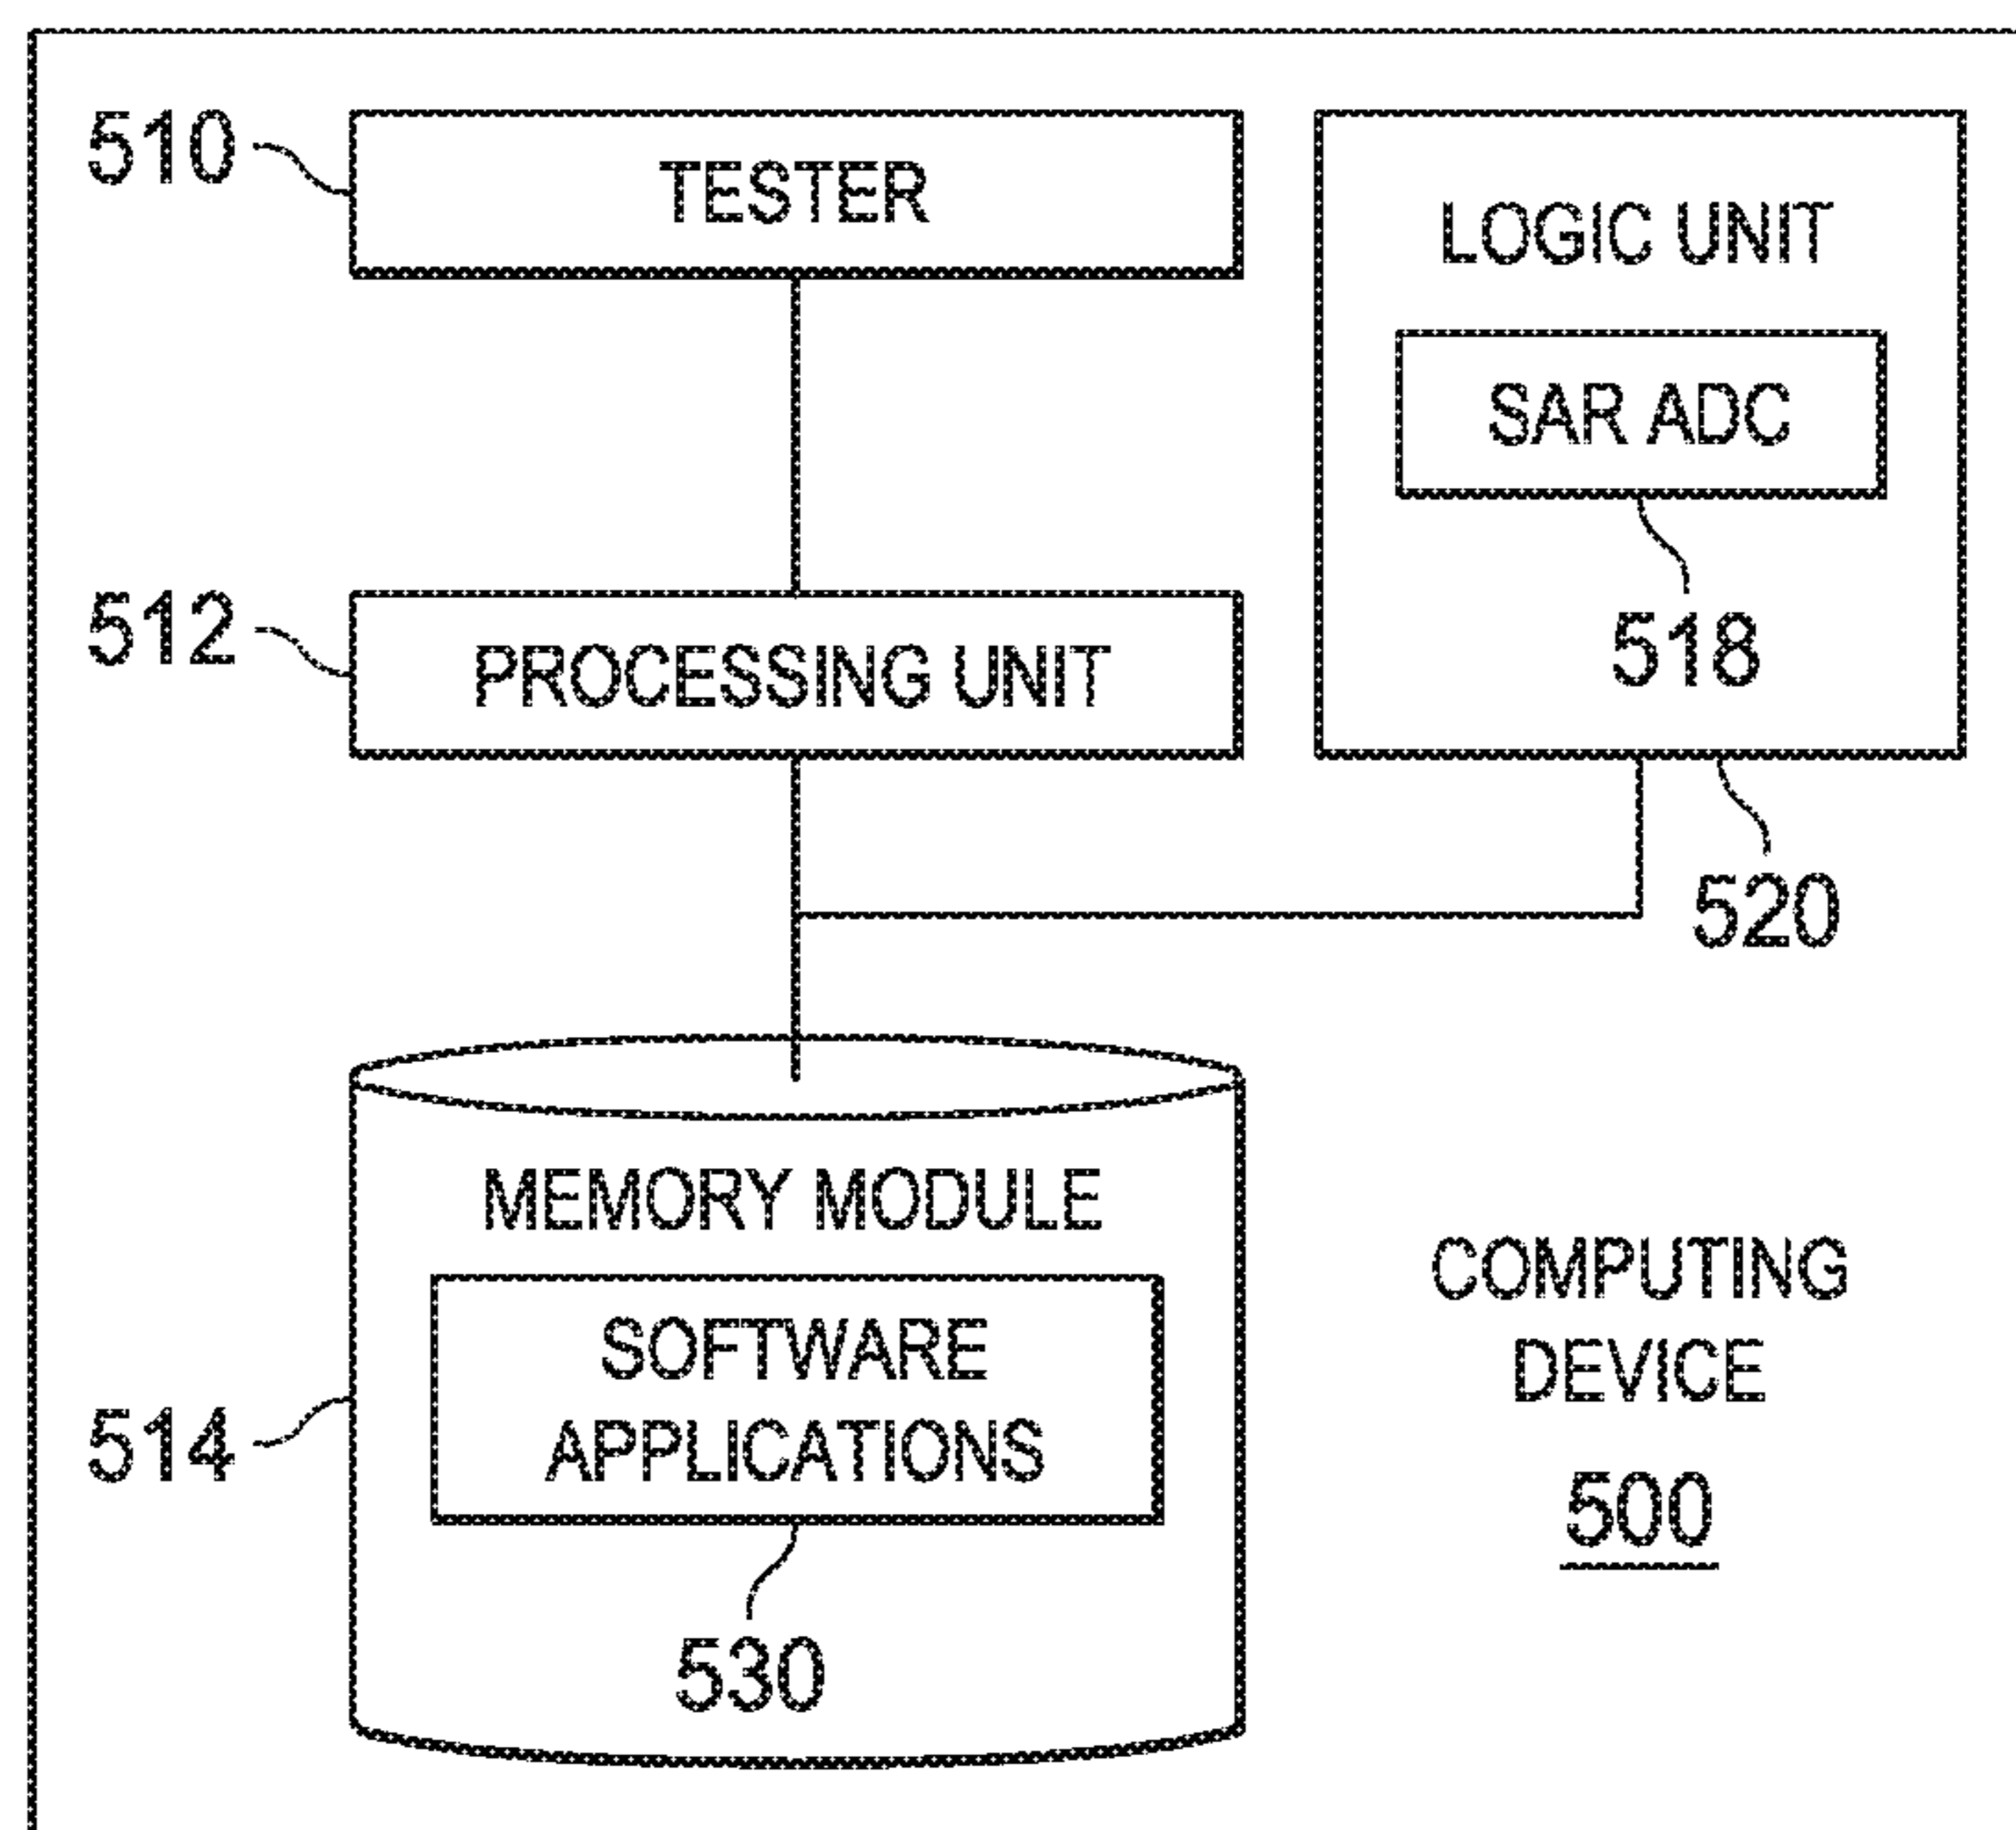 510
TESTER
LOGIC UNIT
SAR ADC
518
512
PROCESSING UNIT
520
MEMORY MODULE
SOFTWARE
APPLICATIONS
514
530
COMPUTING
DEVICE
500